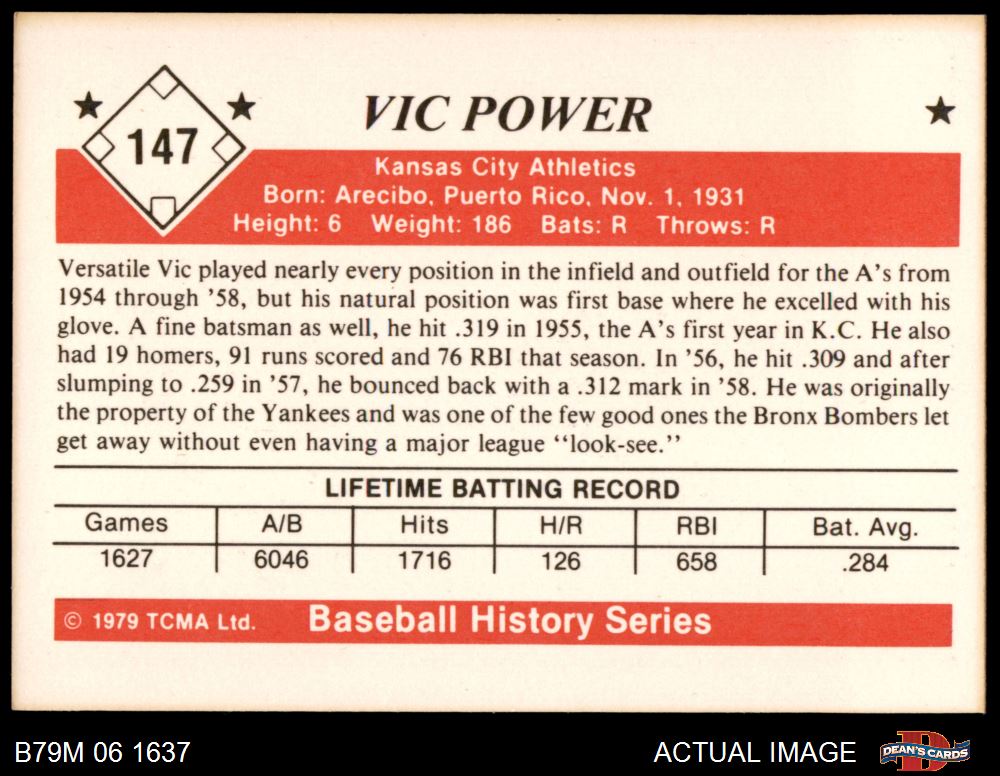 147
VIC POWER
Kansas City Athletics
Born: Arecibo, Puerto Rico, Nov. 1, 1931
Height: 6 Weight: 186 Bats: R Throws: R
Versatile Vic played nearly every position in the infield and outfield for the A's from
1954 through '58, but his natural position was first base where he excelled with his
glove. A fine batsman as well, he hit .319 in 1955, the A's first year in K.C. He also
had 19 homers, 91 runs scored and 76 RBI that season. In '56, he hit .309 and after
slumping to .259 in '57, he bounced back with a .312 mark in '58. He was originally
the property of the Yankees and was one of the few good ones the Bronx Bombers let
get away without even having a major league "look-see."
LIFETIME BATTING RECORD
Games A/B Hits H/R RBI Bat. Avg.
1627 6046 1716 126 658 .284
© 1979 TCMA Ltd. Baseball History Series
B79M 06 1637 ACTUAL IMAGE DEAN'S CARDS